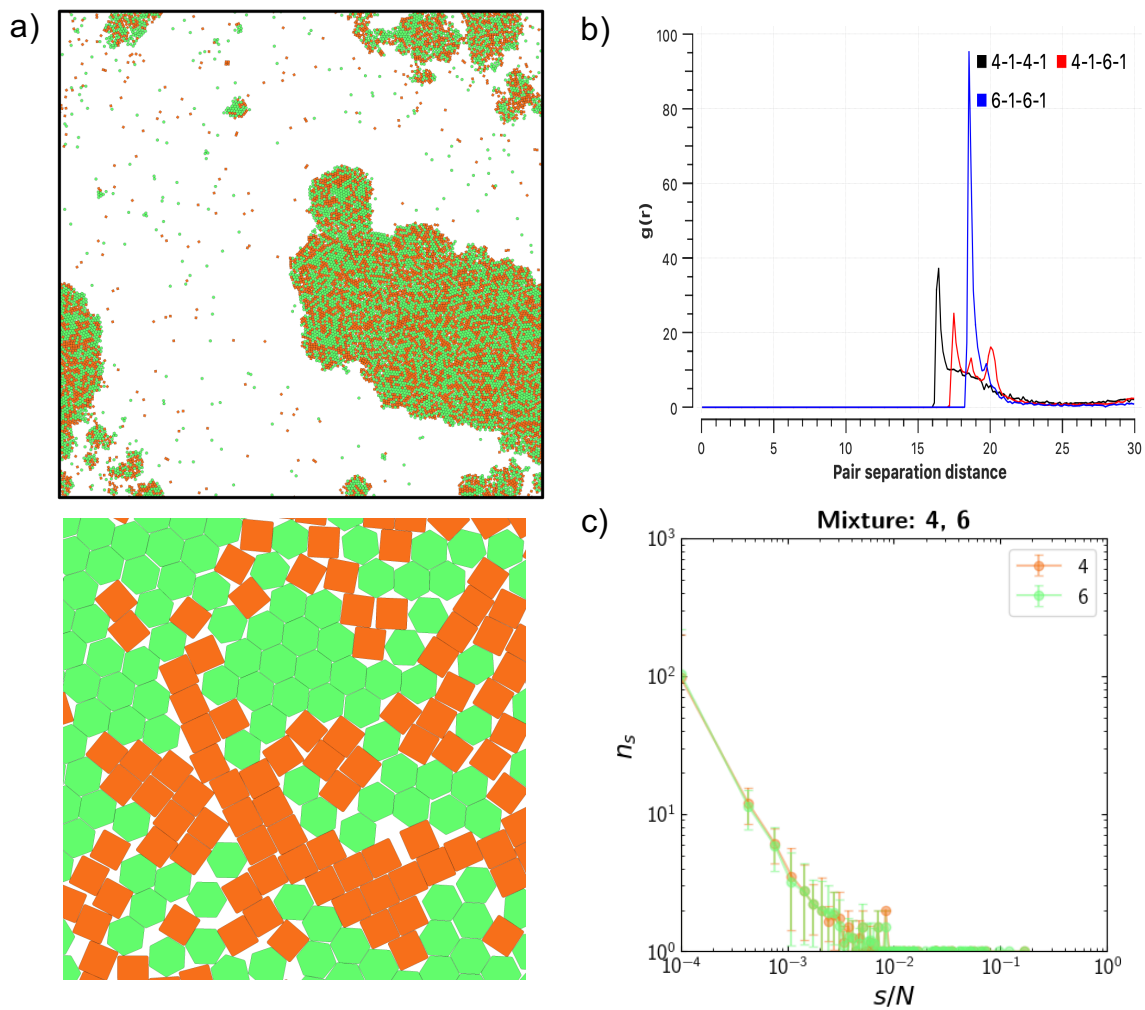 a)
b)
100
80
60
40
20
0
g(r)
4-1-4-1 4-1-6-1
6-1-6-1
0 5 10 15 20 25 30
Pair separation distance
c)
Mixture: 4, 6
10³
10²
10¹
10⁰
nₛ
4
6
10⁻⁴ 10⁻³ 10⁻² 10⁻¹ 10⁰
s/N